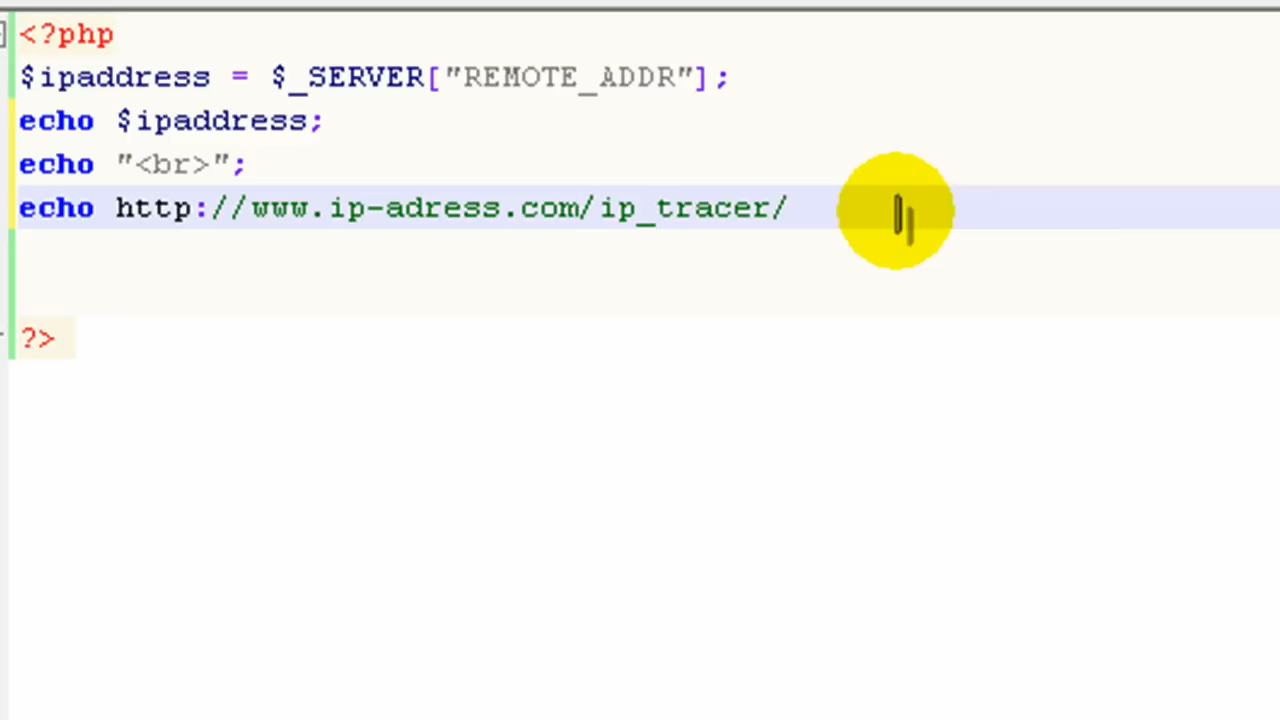 <?php
$ipaddress = $_SERVER["REMOTE_ADDR"];
echo $ipaddress;
echo "<br>";
echo http://www.ip-adress.com/ip_tracer/
?>